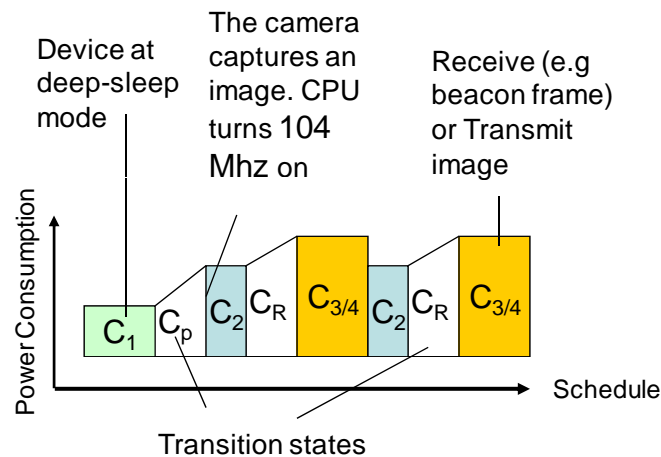 Device at
deep-sleep
mode
The camera
captures an
image. CPU
turns 104
Mhz on
Receive (e.g
beacon frame)
or Transmit
image
Power Consumption
C1 Cp C2 CR C3/4 C2 CR C3/4
Schedule
Transition states